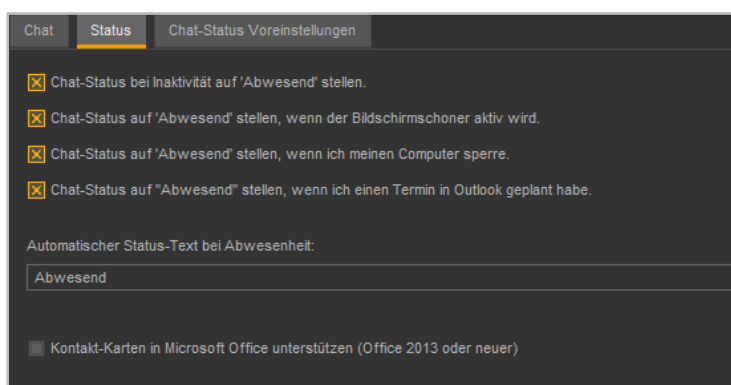 Chat Status Chat-Status Voreinstellungen
Chat-Status bei Inaktivität auf 'Abwesend' stellen.
Chat-Status auf 'Abwesend' stellen, wenn der Bildschirmschoner aktiv wird.
Chat-Status auf 'Abwesend' stellen, wenn ich meinen Computer sperre.
Chat-Status auf "Abwesend" stellen, wenn ich einen Termin in Outlook geplant habe.
Automatischer Status-Text bei Abwesenheit:
Abwesend
Kontakt-Karten in Microsoft Office unterstützen (Office 2013 oder neuer)